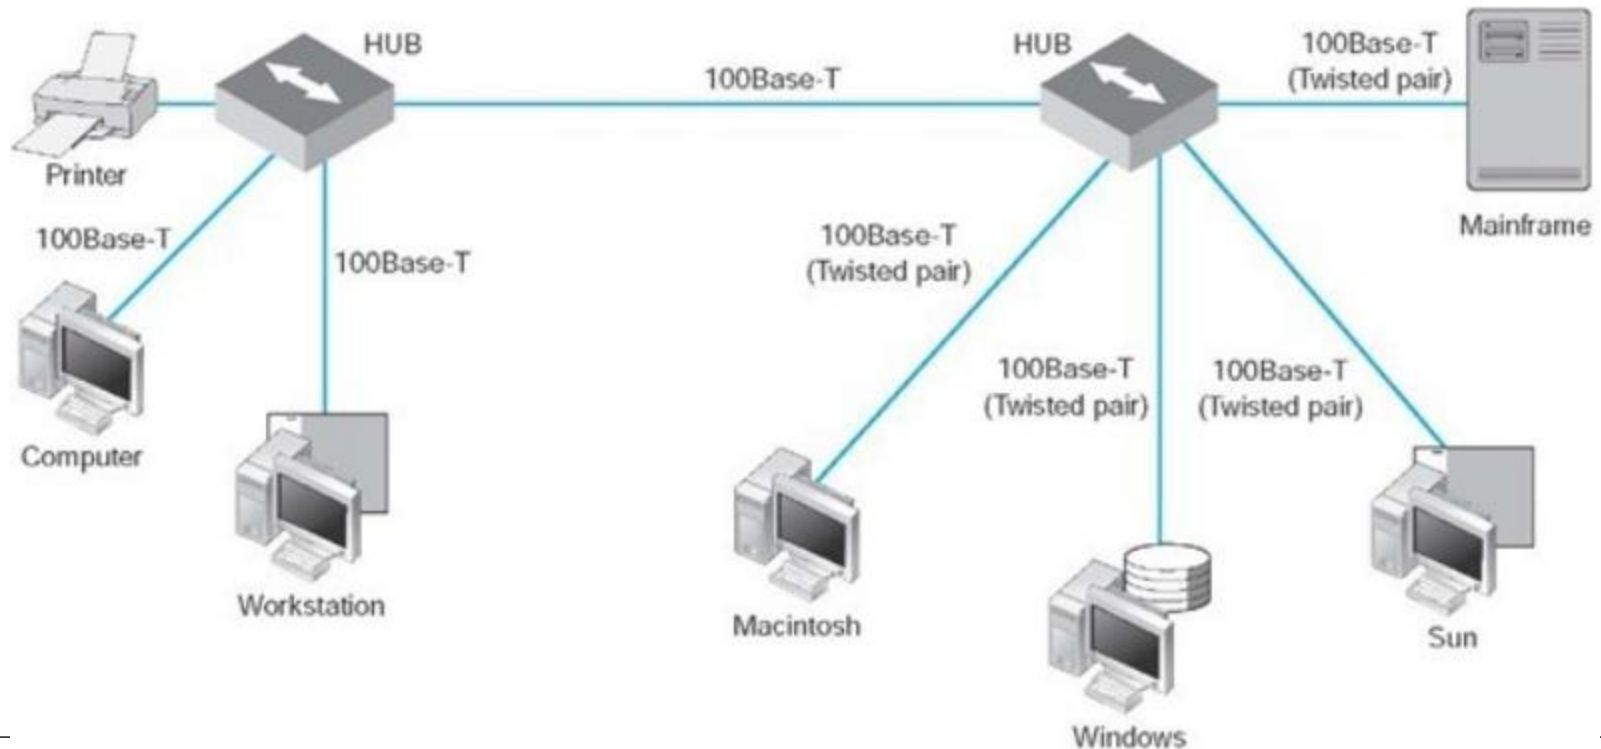 HUB
HUB
100Base-T
(Twisted pair)
100Base-T
Printer
Mainframe
100Base-T
100Base-T
(Twisted pair)
100Base-T
100Base-T
(Twisted pair)
100Base-T
(Twisted pair)
Computer
Workstation
Macintosh
Sun
Windows